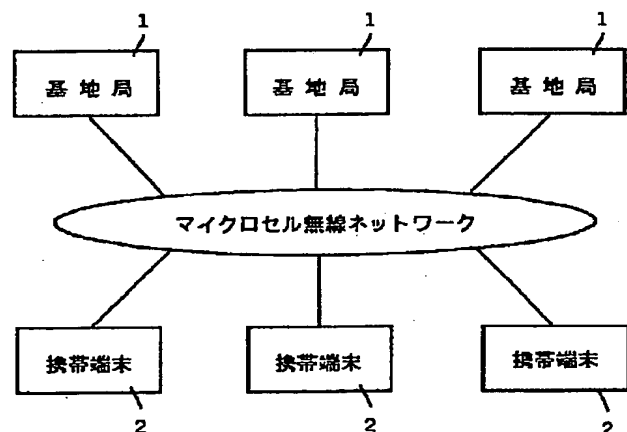 1 1 1
基地局 基地局 基地局
マイクロセル無線ネットワーク
携帯端末 携帯端末 携帯端末
2 2 2